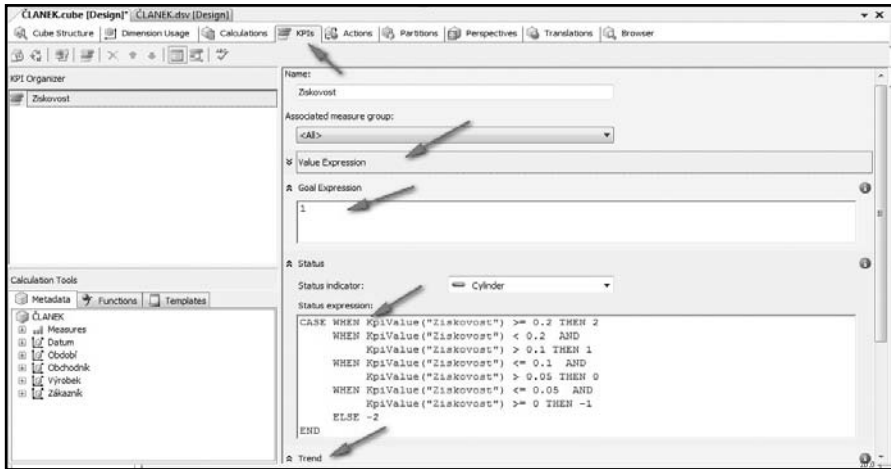 ČLANEK.cube [Design]* ČLANEK.dsv [Design]
Cube Structure Dimension Usage Calculations KPIs Actions Partitions Perspectives Translations Browser
KPI Organizer
Ziskovost
Name:
Ziskovost
Associated measure group:
<All>
Value Expression
Goal Expression
1
Status
Status indicator: Cylinder
Status expression:
CASE WHEN KpiValue("Ziskovost") >= 0.2 THEN 2
WHEN KpiValue("Ziskovost") < 0.2 AND
KpiValue("Ziskovost") > 0.1 THEN 1
WHEN KpiValue("Ziskovost") <= 0.1 AND
KpiValue("Ziskovost") > 0.05 THEN 0
WHEN KpiValue("Ziskovost") <= 0.05 AND
KpiValue("Ziskovost") >= 0 THEN -1
ELSE -2
END
Trend
Calculation Tools
Metadata Functions Templates
ČLANEK
Measures
Datum
Období
Obchodník
Výrobek
Zákazník